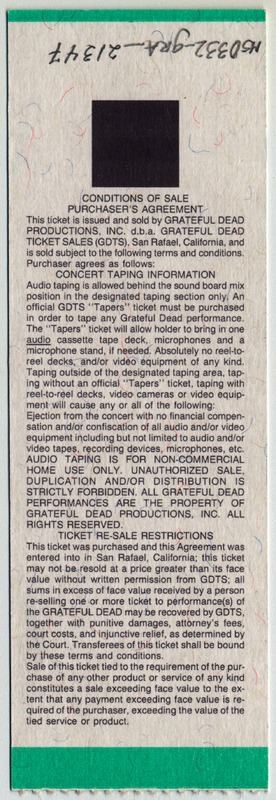 ms0332-gra_21347
CONDITIONS OF SALE
PURCHASER'S AGREEMENT
This ticket is issued and sold by GRATEFUL DEAD
PRODUCTIONS, INC. d.b.a. GRATEFUL DEAD
TICKET SALES (GDTS), San Rafael, California, and
is sold subject to the following terms and conditions.
Purchaser agrees as follows:
CONCERT TAPING INFORMATION
Audio taping is allowed behind the sound board mix
position in the designated taping section only. An
official GDTS "Tapers" ticket must be purchased
in order to tape any Grateful Dead performance.
The "Tapers" ticket will allow holder to bring in one
audio cassette tape deck, microphones and a
microphone stand, if needed. Absolutely no reel-to-
reel decks, and/or video equipment of any kind.
Taping outside of the designated taping area, tap-
ing without an official "Tapers" ticket, taping with
reel-to-reel decks, video cameras or video equip-
ment will cause any or all of the following:
Ejection from the concert with no financial compen-
sation and/or confiscation of all audio and/or video
equipment including but not limited to audio and/or
video tapes, recording devices, microphones, etc.
AUDIO TAPING IS FOR NON-COMMERCIAL
HOME USE ONLY. UNAUTHORIZED SALE,
DUPLICATION AND/OR DISTRIBUTION IS
STRICTLY FORBIDDEN. ALL GRATEFUL DEAD
PERFORMANCES ARE THE PROPERTY OF
GRATEFUL DEAD PRODUCTIONS, INC. ALL
RIGHTS RESERVED.
TICKET RE-SALE RESTRICTIONS
This ticket was purchased and this Agreement was
entered into in San Rafael, California; this ticket
may not be resold at a price greater than its face
value without written permission from GDTS; all
sums in excess of face value received by a person
re-selling one or more ticket to performance(s) of
the GRATEFUL DEAD may be recovered by GDTS,
together with punitive damages, attorney's fees,
court costs, and injunctive relief, as determined by
the Court. Transferees of this ticket shall be bound
by these terms and conditions.
Sale of this ticket tied to the requirement of the pur-
chase of any other product or service of any kind
constitutes a sale exceeding face value to the ex-
tent that any payment exceeding face value is re-
quired of the purchaser, exceeding the value of the
tied service or product.